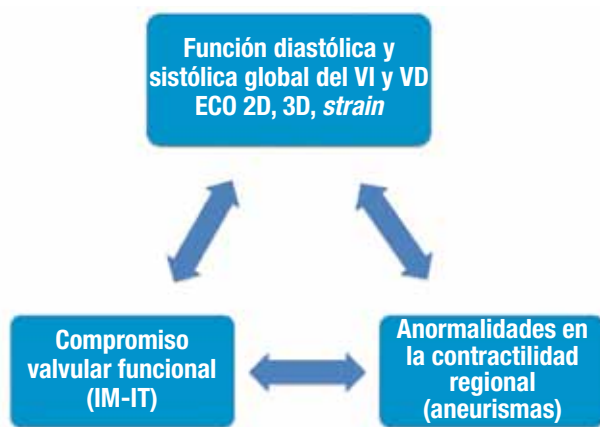 Función diastólica y
sistólica global del VI y VD
ECO 2D, 3D, strain
Compromiso
valvular funcional
(IM-IT)
Anormalidades en
la contractilidad
regional
(aneurismas)